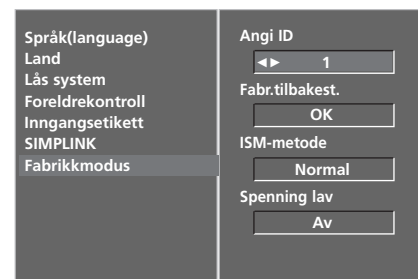 Språk(language)
Land
Lås system
Foreldrekontroll
Inngangsetikett
SIMPLINK
Fabrikkmodus
Angi ID
◄► 1
Fabr.tilbakest.
OK
ISM-metode
Normal
Spenning lav
Av